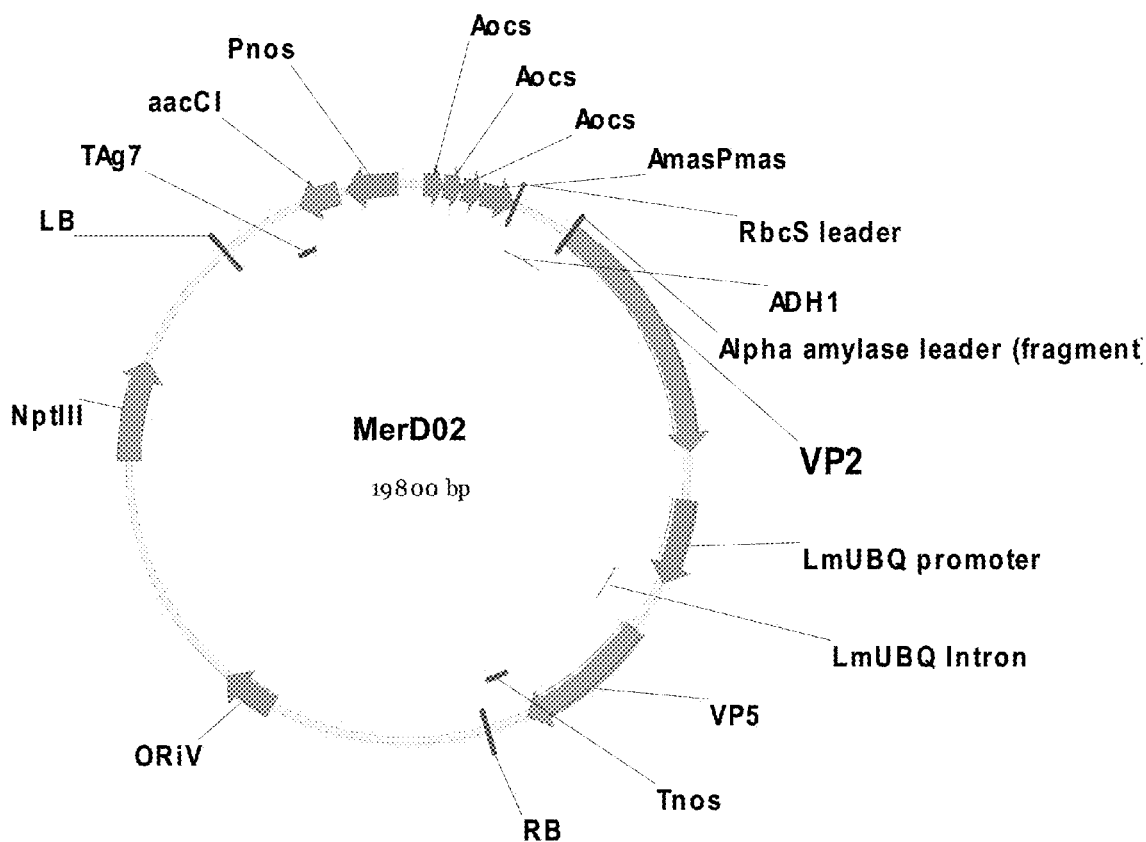 Aocs
Pnos
Aocs
aacCI
Aocs
TAg7
AmasPmas
LB
RbcS leader
ADH1
Alpha amylase leader (fragment)
NptIII
MerD02
VP2
19800 bp
LmUBQ promoter
LmUBQ Intron
VP5
ORiV
Tnos
RB